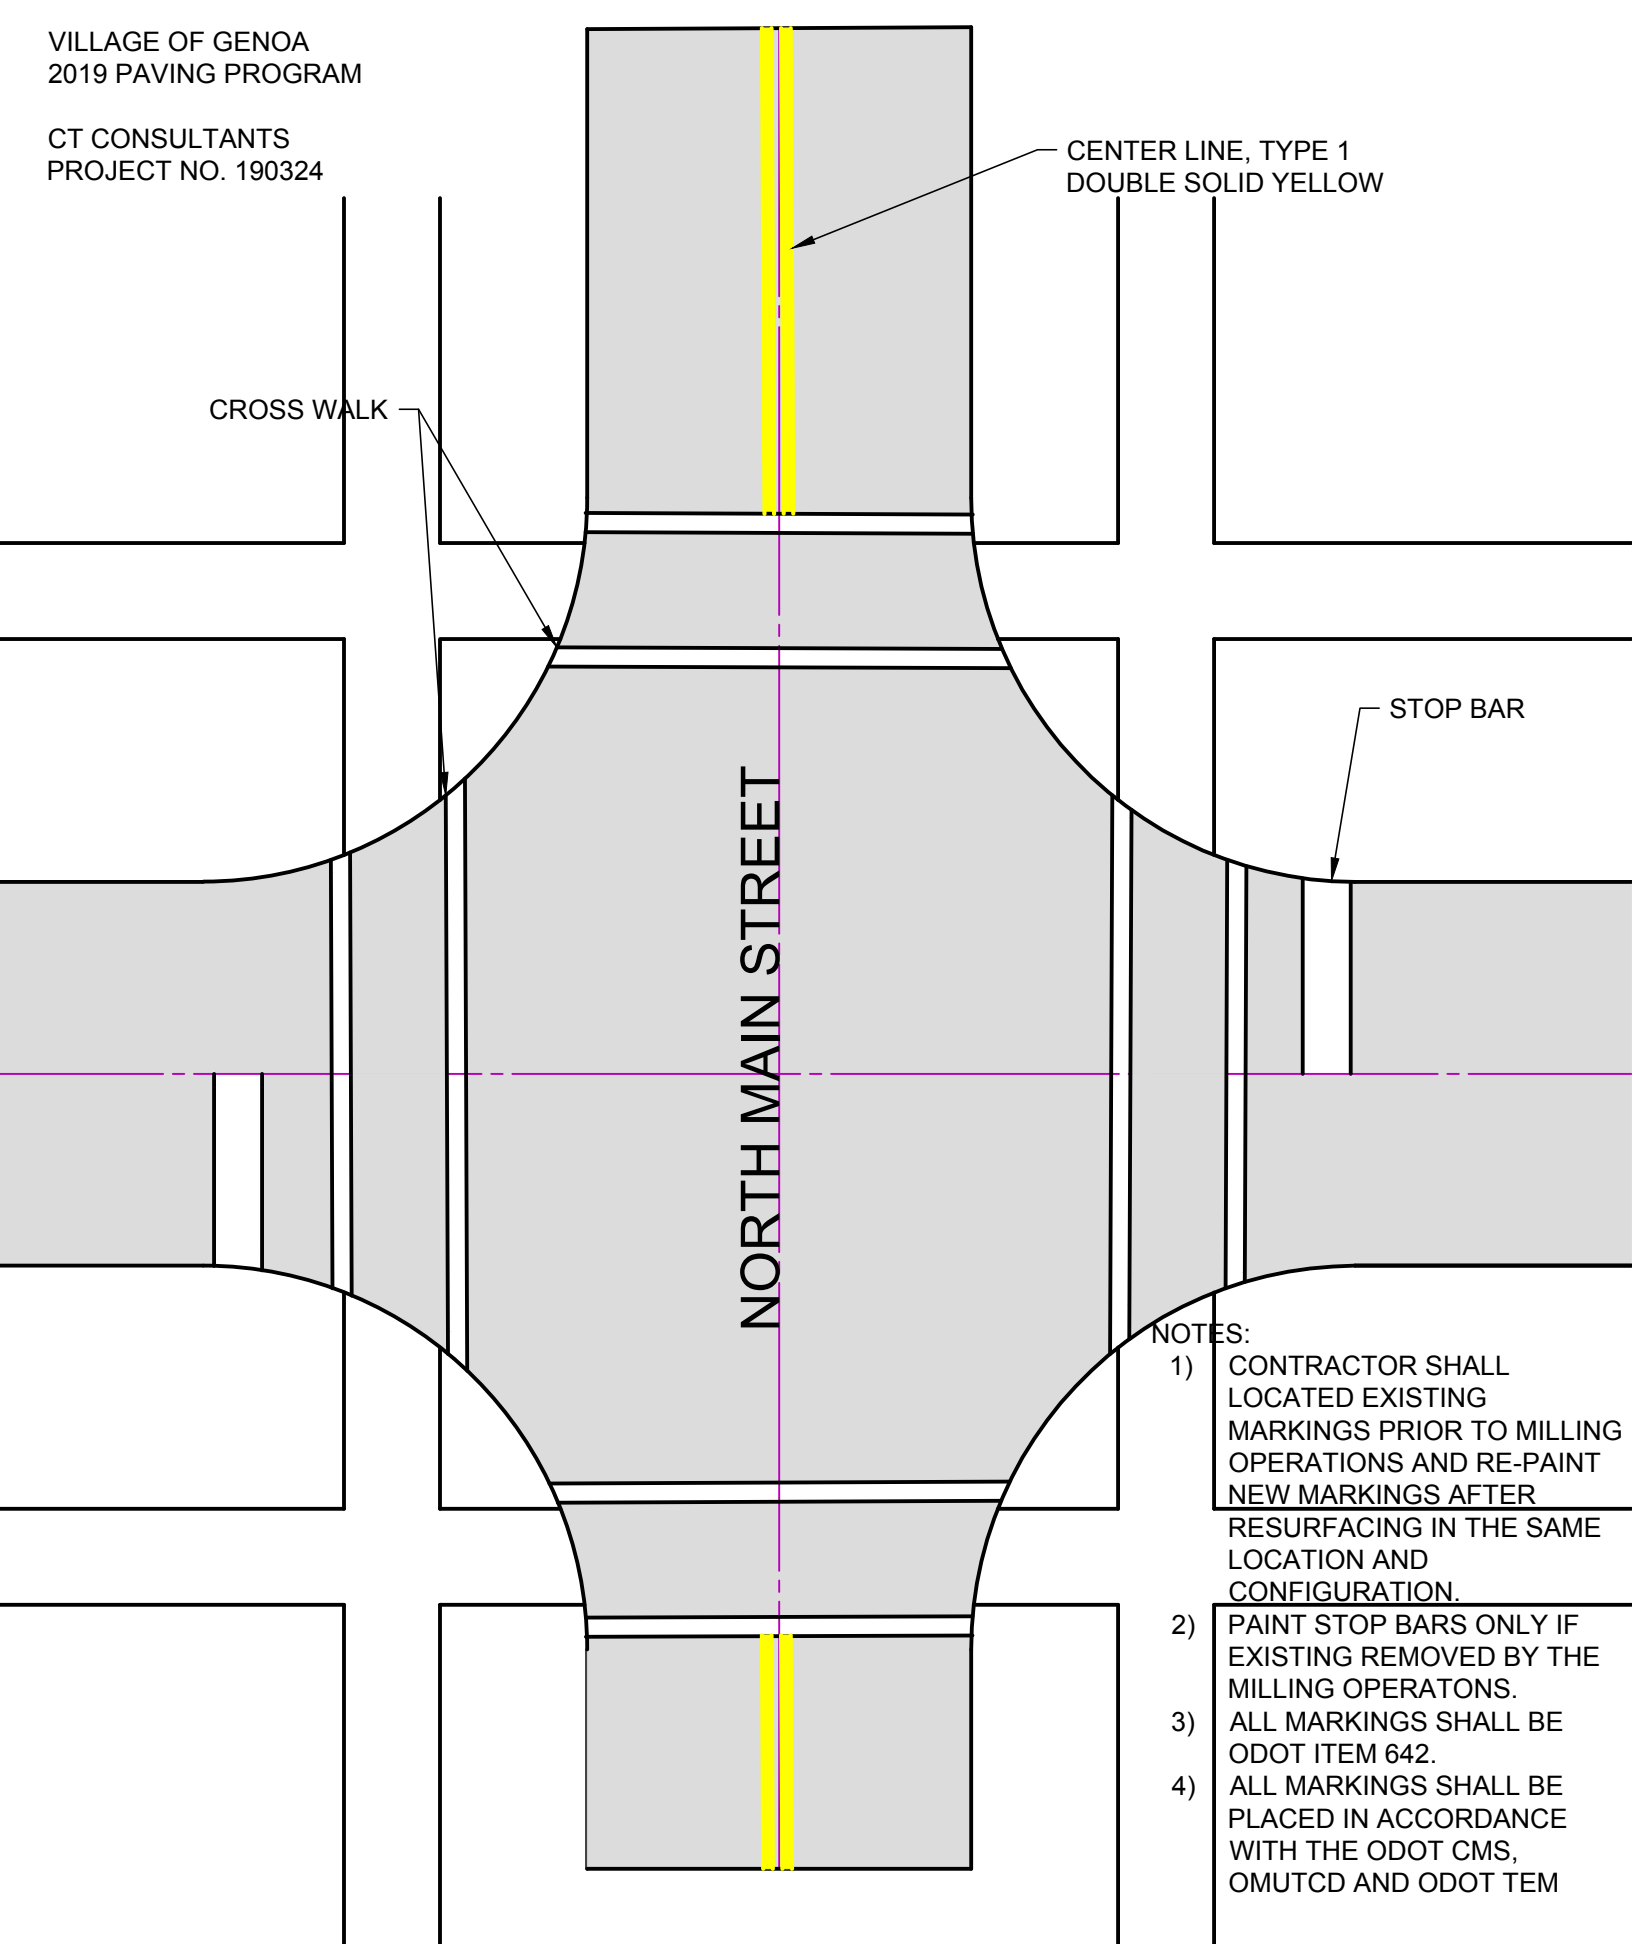 VILLAGE OF GENOA
2019 PAVING PROGRAM
CT CONSULTANTS
PROJECT NO. 190324
CENTER LINE, TYPE 1
DOUBLE SOLID YELLOW
CROSS WALK
STOP BAR
NORTH MAIN STREET
NOTES:
1) CONTRACTOR SHALL
LOCATED EXISTING
MARKINGS PRIOR TO MILLING
OPERATIONS AND RE-PAINT
NEW MARKINGS AFTER
RESURFACING IN THE SAME
LOCATION AND
CONFIGURATION.
2) PAINT STOP BARS ONLY IF
EXISTING REMOVED BY THE
MILLING OPERATONS.
3) ALL MARKINGS SHALL BE
ODOT ITEM 642.
4) ALL MARKINGS SHALL BE
PLACED IN ACCORDANCE
WITH THE ODOT CMS,
OMUTCD AND ODOT TEM